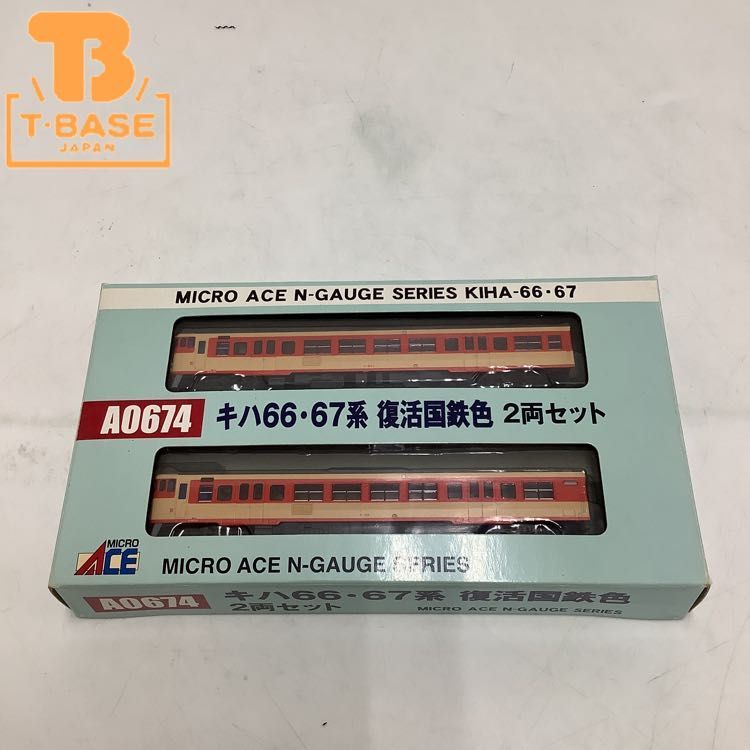 TB
T·BASE
JAPAN
MICRO ACE N-GAUGE SERIES KIHA-66·67
A0674
キハ66·67系 復活国鉄色 2両セット
MICRO
ACE
MICRO ACE N-GAUGE SERIES
A0674
キハ66·67系 復活国鉄色
2両セット
MICRO ACE N-GAUGE SERIES